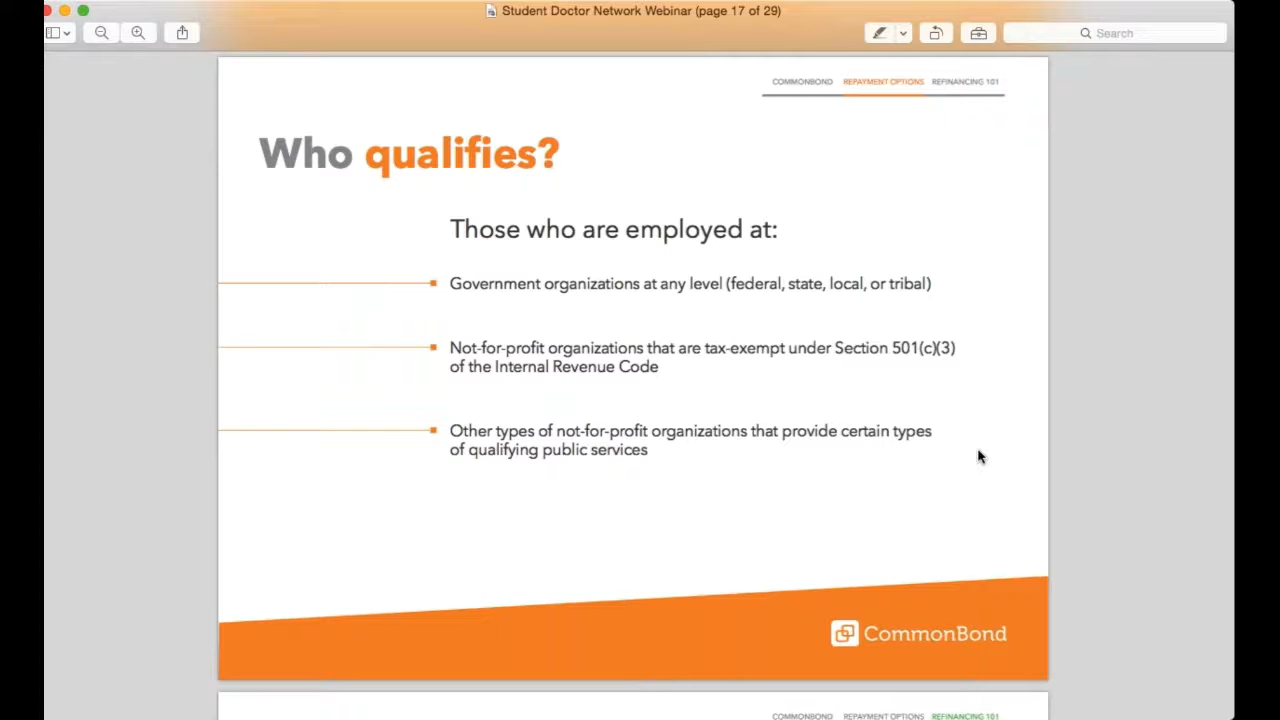 Student Doctor Network Webinar (page 17 of 29)
Search
COMMONBOND REPAYMENT OPTIONS REFINANCING 101
Who qualifies?
Those who are employed at:
Government organizations at any level (federal, state, local, or tribal)
Not-for-profit organizations that are tax-exempt under Section 501(c)(3)
of the Internal Revenue Code
Other types of not-for-profit organizations that provide certain types
of qualifying public services
CommonBond
COMMONBOND REPAYMENT OPTIONS REFINANCING 101